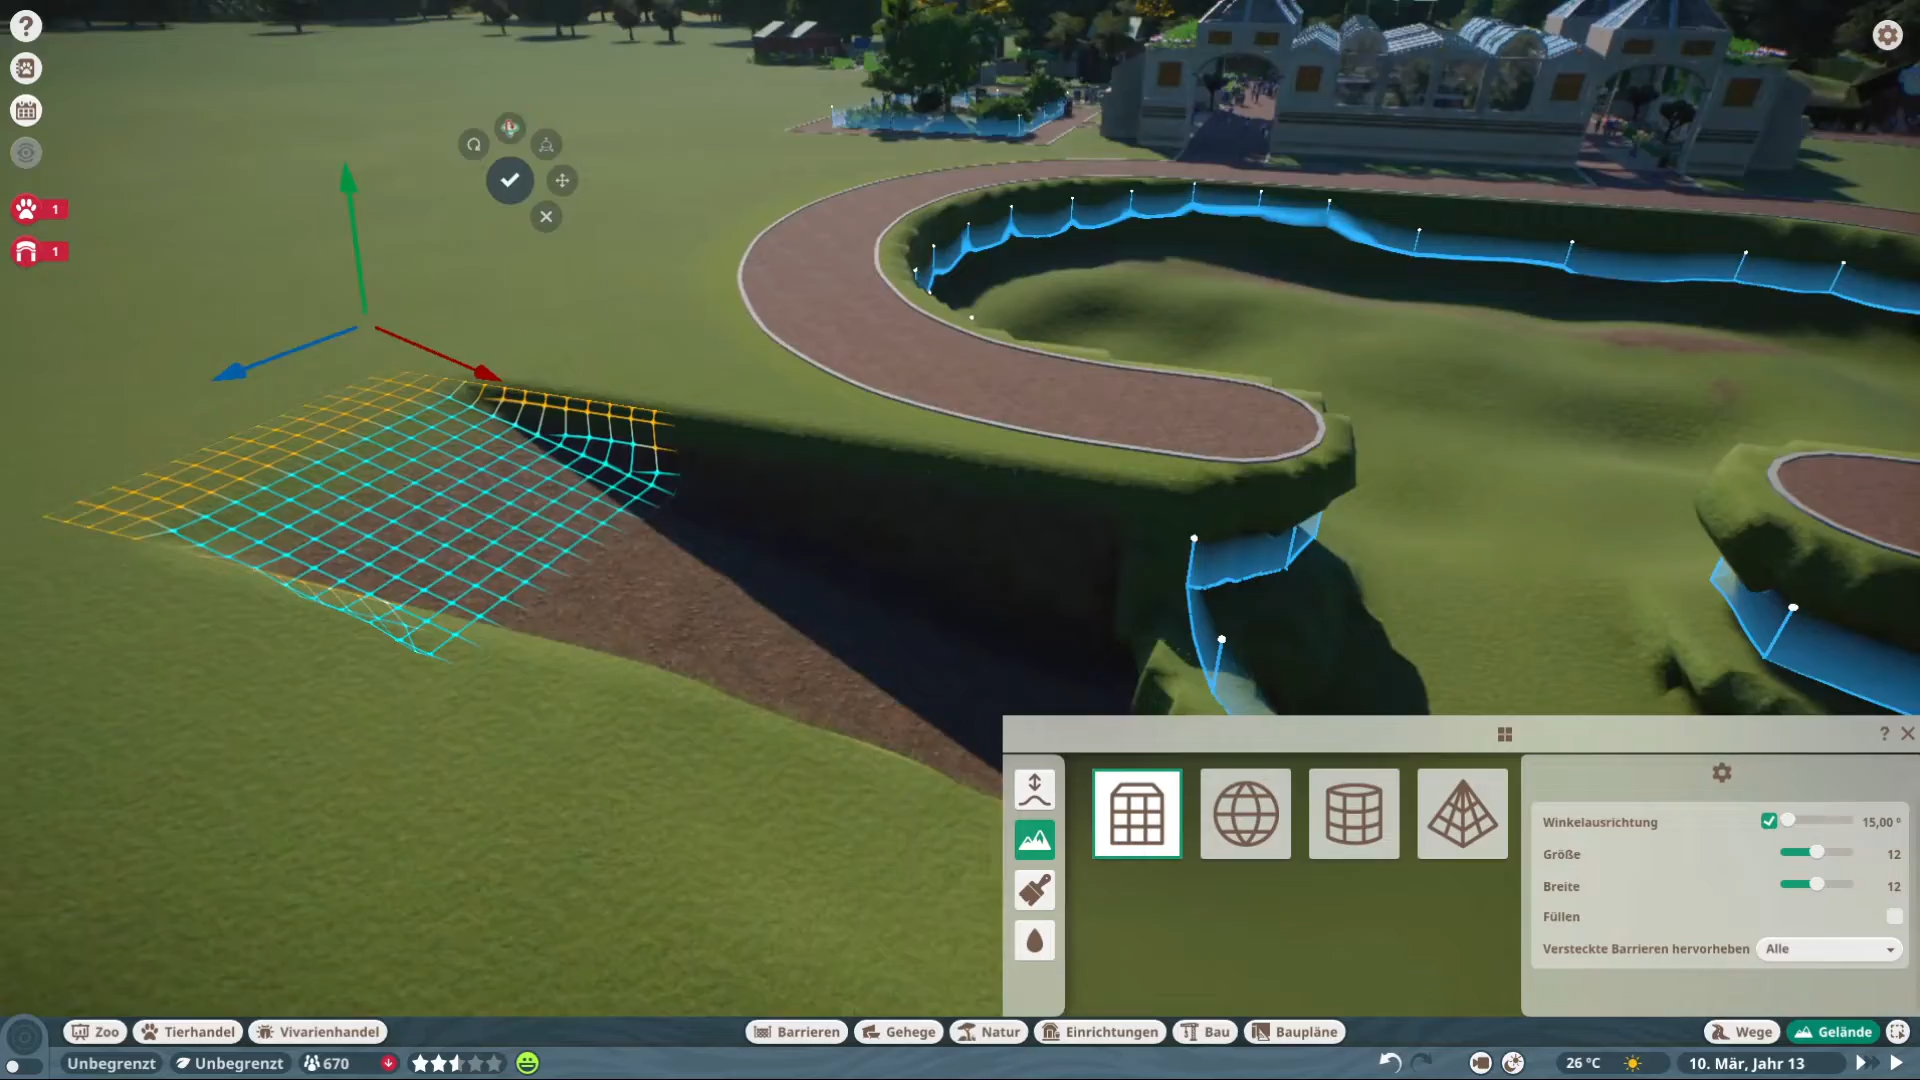 ?
1
1
?
Winkelausrichtung 15,00 °
Größe 12
Breite 12
Füllen
Versteckte Barrieren hervorheben Alle
Zoo Tierhandel Vivarienhandel Barrieren Gehege Natur Einrichtungen Bau Baupläne Wege Gelände
Unbegrenzt Unbegrenzt 670 26 °C 10. Mär, Jahr 13